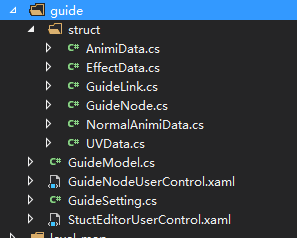 guide
struct
C# AnimiData.cs
C# EffectData.cs
C# GuideLink.cs
C# GuideNode.cs
C# NormalAnimiData.cs
C# UVData.cs
C# GuideModel.cs
GuideNodeUserControl.xaml
C# GuideSetting.cs
StuctEditorUserControl.xaml